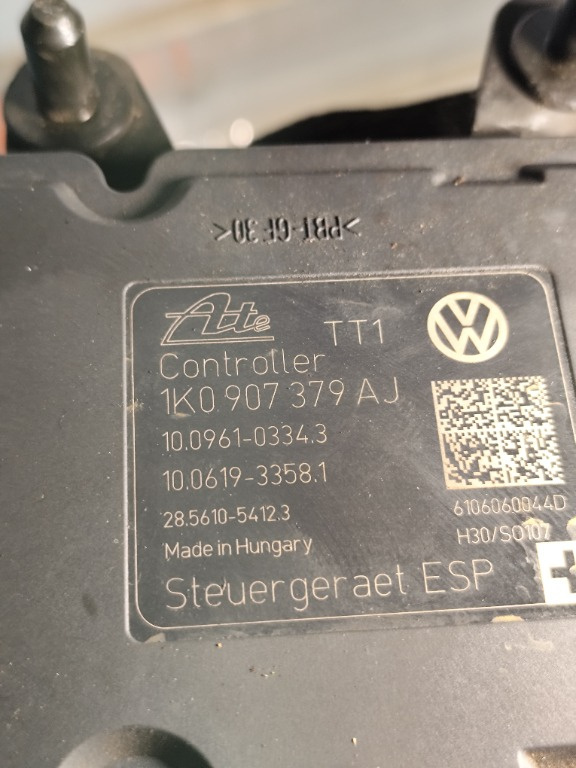 >PBT-GF 30<
Ate TT1
Controller
1K0 907 379 AJ
10.0961-0334.3
10.0619-3358.1
28.5610-5412.3
6106060044D
Made in Hungary
H30/SO107
Steuergeraet ESP